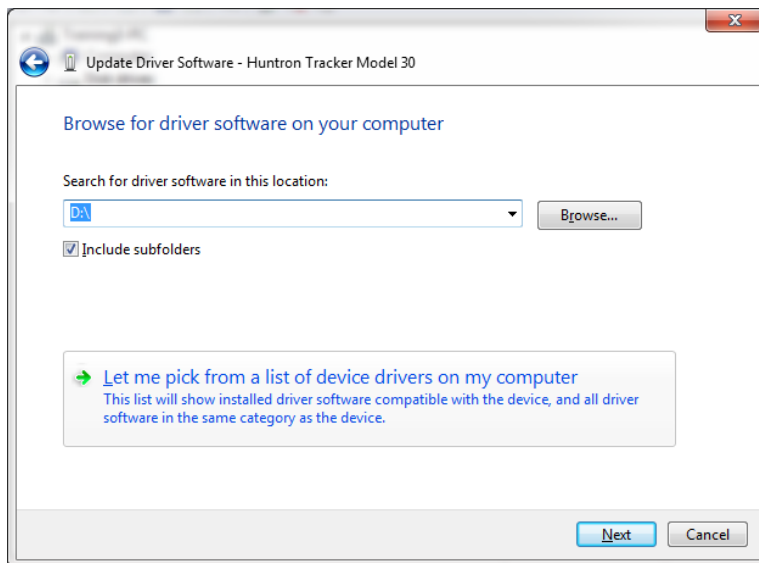 Update Driver Software - Huntron Tracker Model 30
Browse for driver software on your computer
Search for driver software in this location:
D:\
Browse...
Include subfolders
Let me pick from a list of device drivers on my computer
This list will show installed driver software compatible with the device, and all driver
software in the same category as the device.
Next
Cancel